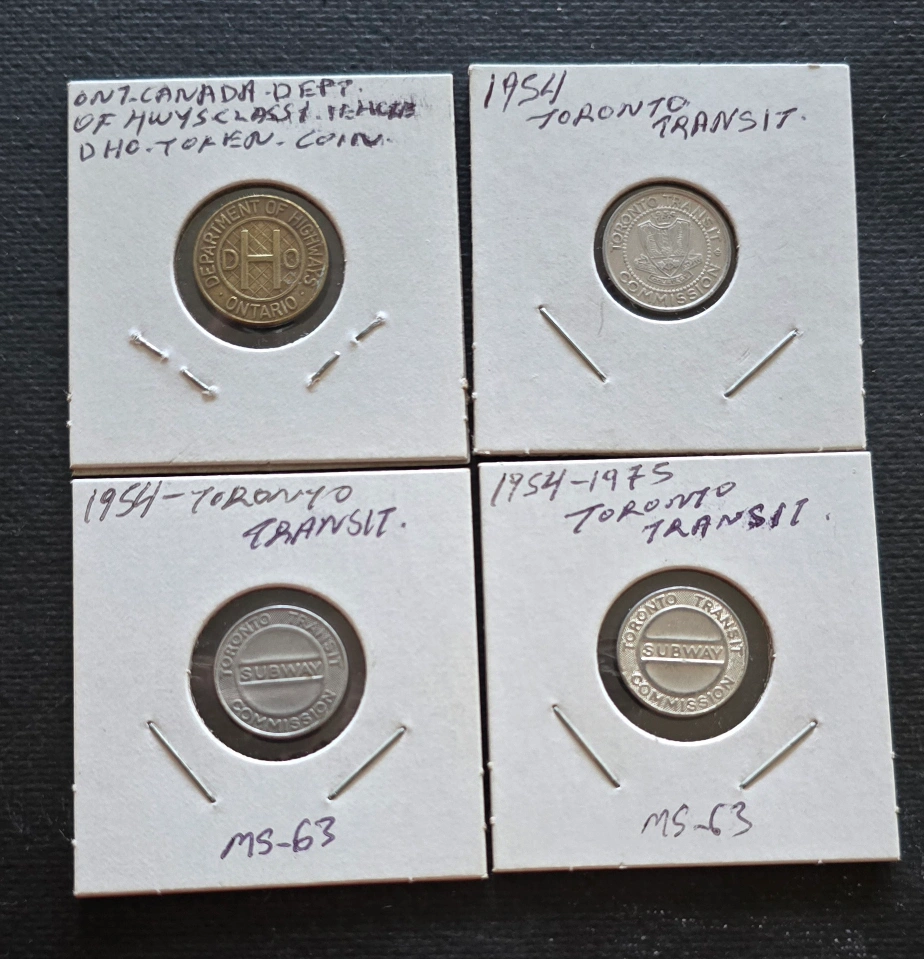 ONT-CANADA-DEPT.
OF HWYS CLASS 1
DHO-TOKEN-COIN.
DEPARTMENT OF HIGHWAYS
DHO
· ONTARIO ·
1954
TORONTO
TRANSIT.
TORONTO TRANSIT
COMMISSION
1954-TORONTO
TRANSIT.
TORONTO TRANSIT
SUBWAY
COMMISSION
MS-63
1954-1975
TORONTO
TRANSIT.
TORONTO TRANSIT
SUBWAY
COMMISSION
MS-63